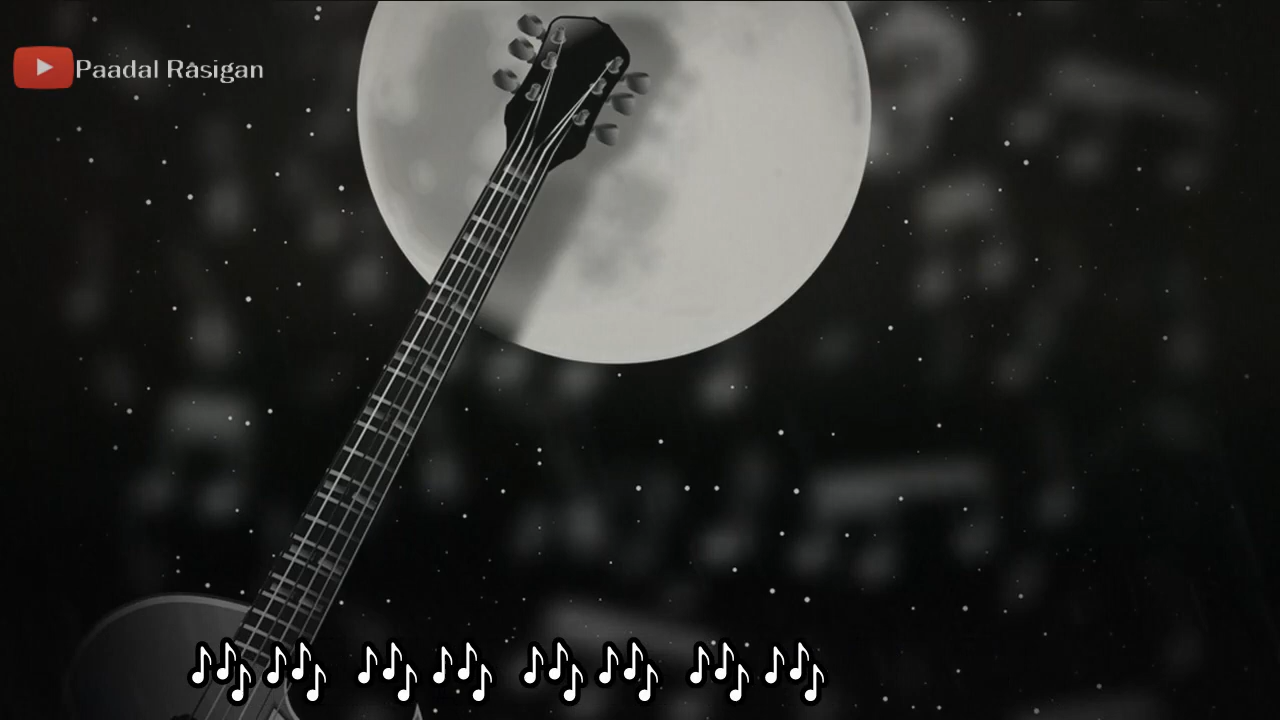 Paadal Rasigan
🎶🎶 🎶🎶 🎶🎶 🎶🎶